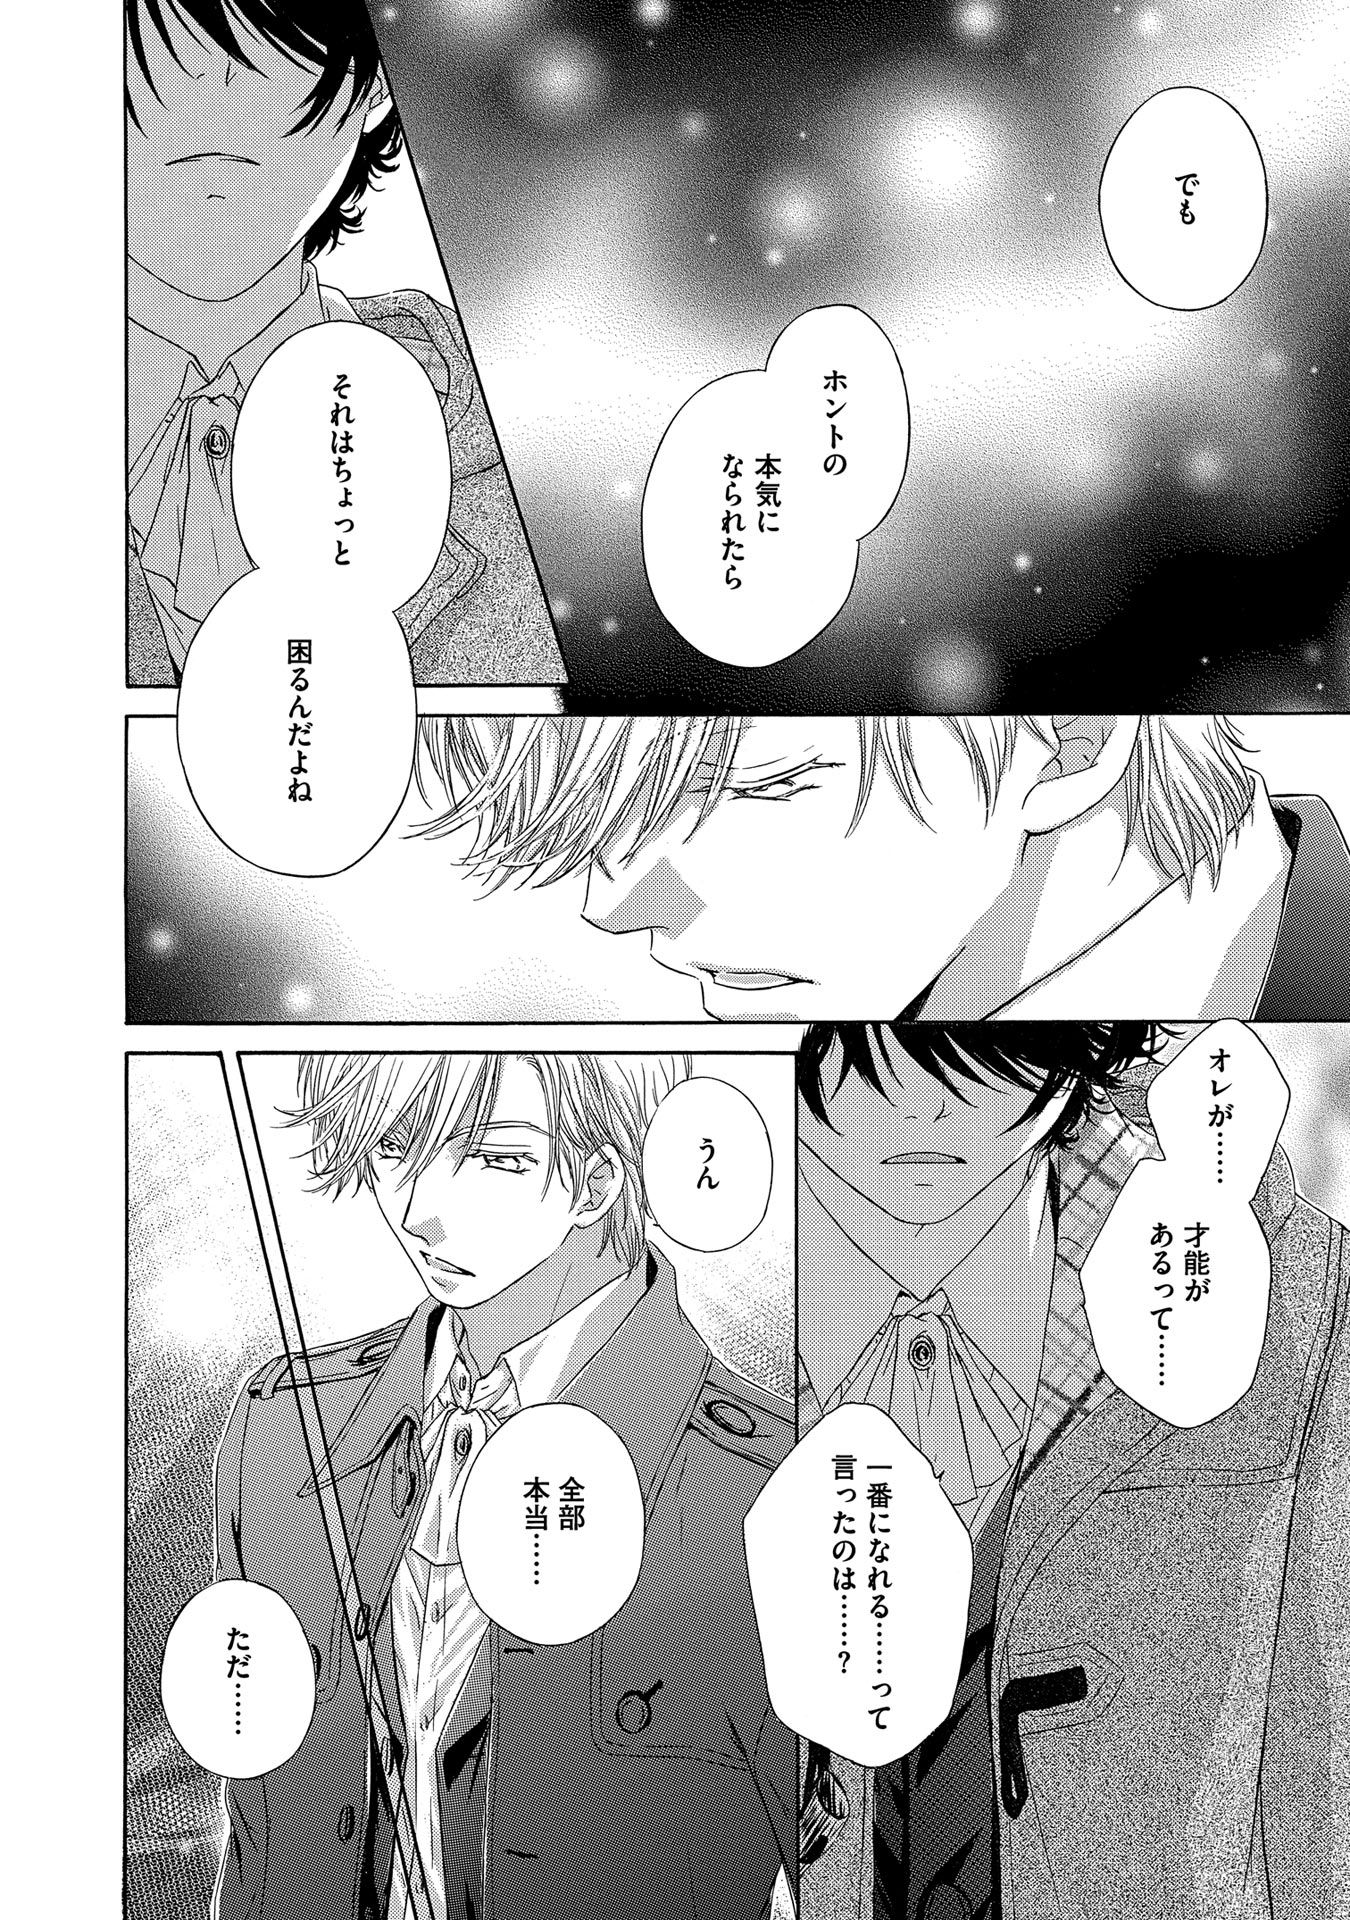 でも
ホントの
本気に
なられたら
それはちょっと
困るんだよね
オレが……
才能が
あるって……
一番になれる……って
言ったのは……?
うん
全部
本当……
ただ……